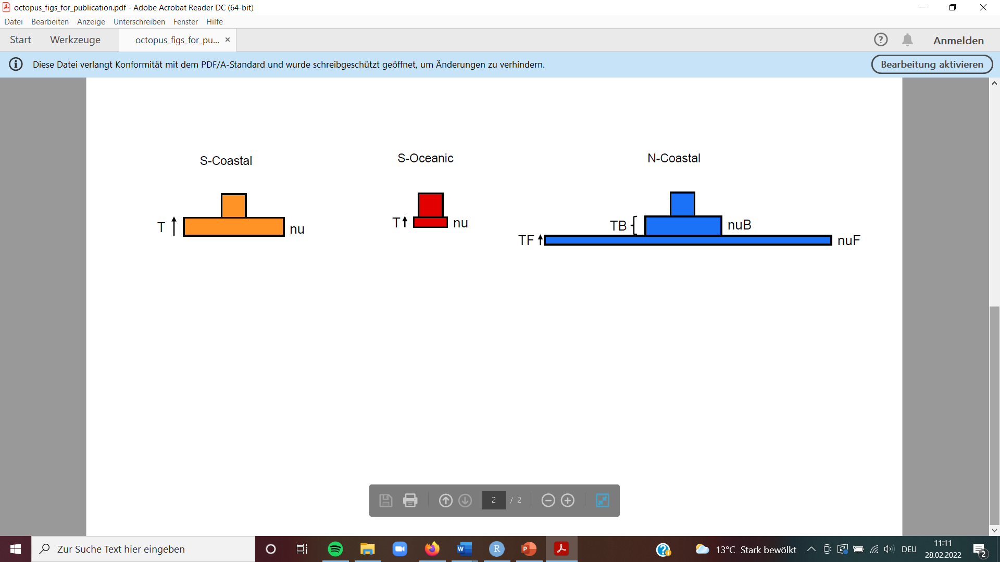 octopus_figs_for_publication.pdf - Adobe Acrobat Reader DC (64-bit)
Datei Bearbeiten Anzeige Unterschreiben Fenster Hilfe
Start Werkzeuge octopus_figs_for_pu... × ? Anmelden
Diese Datei verlangt Konformität mit dem PDF/A-Standard und wurde schreibgeschützt geöffnet, um Änderungen zu verhindern. Bearbeitung aktivieren
S-Coastal S-Oceanic N-Coastal
T nu T nu TB nuB
TF nuF
2 / 2
Zur Suche Text hier eingeben 13°C Stark bewölkt DEU 11:11
28.02.2022 2